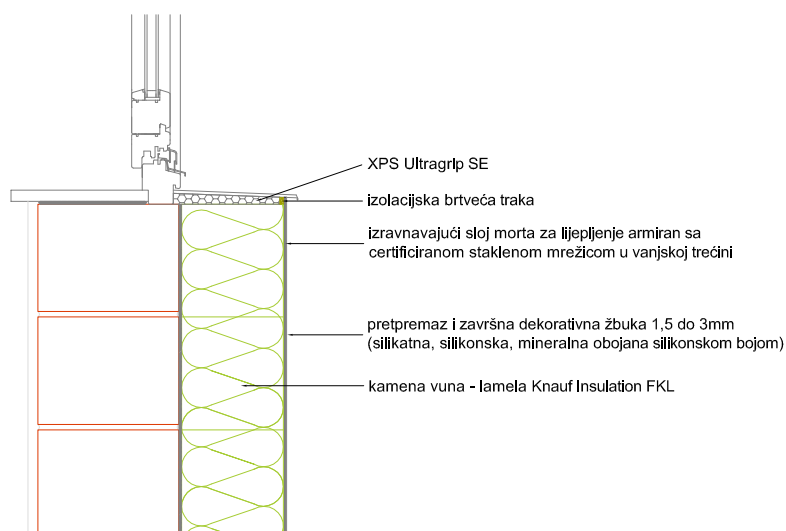 XPS Ultragrip SE
izolacijska brtveća traka
izravnavajući sloj morta za lijepljenje armiran sa
certificiranom staklenom mrežicom u vanjskoj trećini
pretpremaz i završna dekorativna žbuka 1,5 do 3mm
(silikatna, silikonska, mineralna obojana silikonskom bojom)
kamena vuna - lamela Knauf Insulation FKL